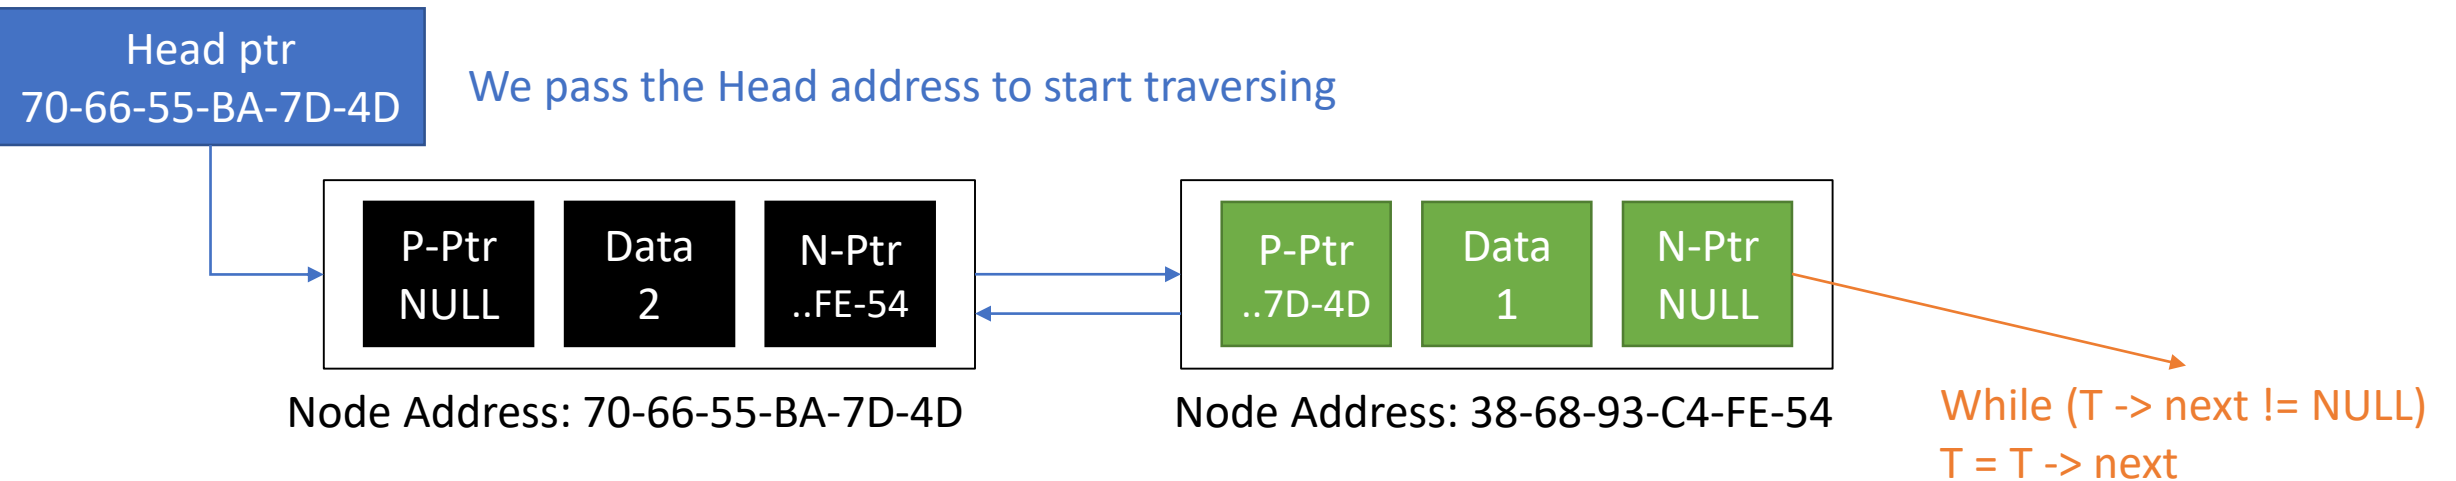 Head ptr
70-66-55-BA-7D-4D
We pass the Head address to start traversing
P-Ptr
NULL
Data
2
N-Ptr
..FE-54
P-Ptr
..7D-4D
Data
1
N-Ptr
NULL
Node Address: 70-66-55-BA-7D-4D
Node Address: 38-68-93-C4-FE-54
While (T -> next != NULL)
T = T -> next